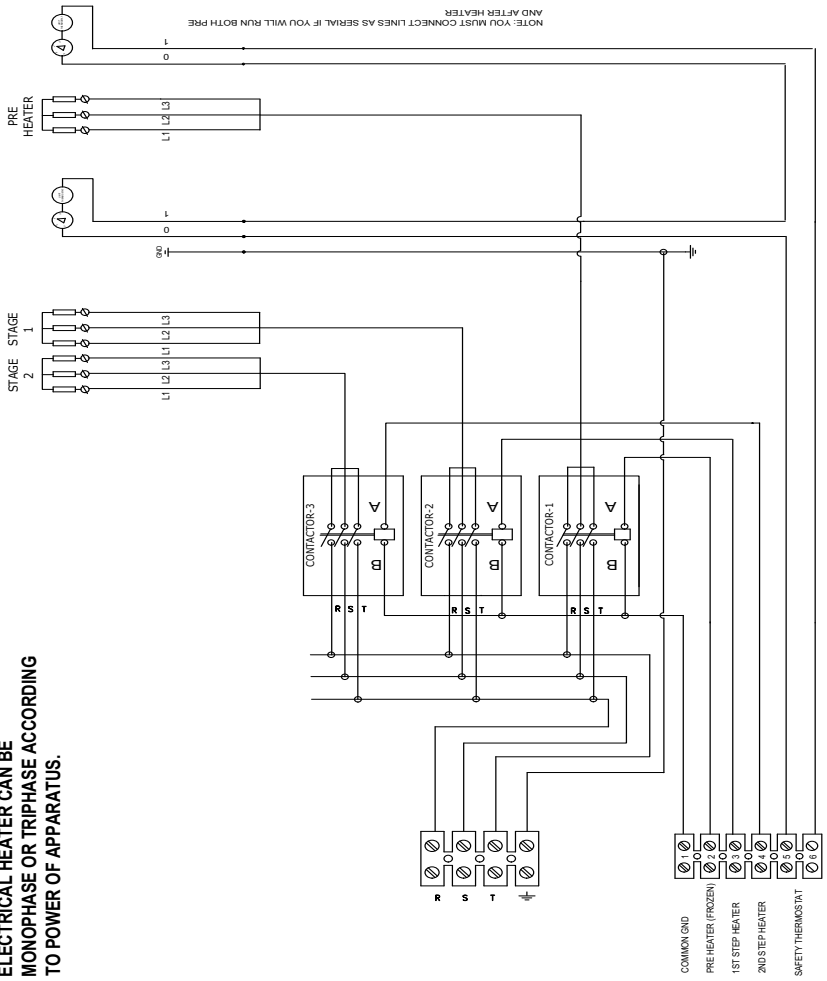 NOTE: YOU MUST CONNECT LINES AS SERIAL IF YOU WILL RUN BOTH PRE
AND AFTER HEATER
1
0
PRE
HEATER
L3
L2
L1
1
0
GND
STAGE
1
STAGE
2
L3
L2
L1
L3
L2
L1
CONTACTOR-3
A
B
R S T
CONTACTOR-2
A
B
R S T
CONTACTOR-1
A
B
R S T
ELECTRICAL HEATER CAN BE
MONOPHASE OR TRIPHASE ACCORDING
TO POWER OF APPARATUS.
R
S
T
1
2
3
4
5
6
COMMON GND
PRE HEATER (FROZEN)
1ST STEP HEATER
2ND STEP HEATER
SAFETY THERMOSTAT